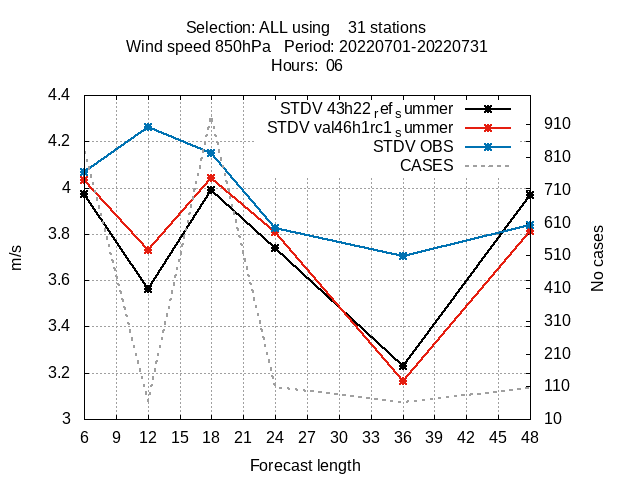 Selection: ALL using    31 stations
Wind speed 850hPa   Period: 20220701-20220731
Hours:  06
STDV 43h22_ref_summer
STDV val46h1rc1_summer
STDV OBS
CASES
4.4
4.2
4
3.8
3.6
3.4
3.2
3
m/s
910
810
710
610
510
410
310
210
110
10
No cases
6 9 12 15 18 21 24 27 30 33 36 39 42 45 48
Forecast length